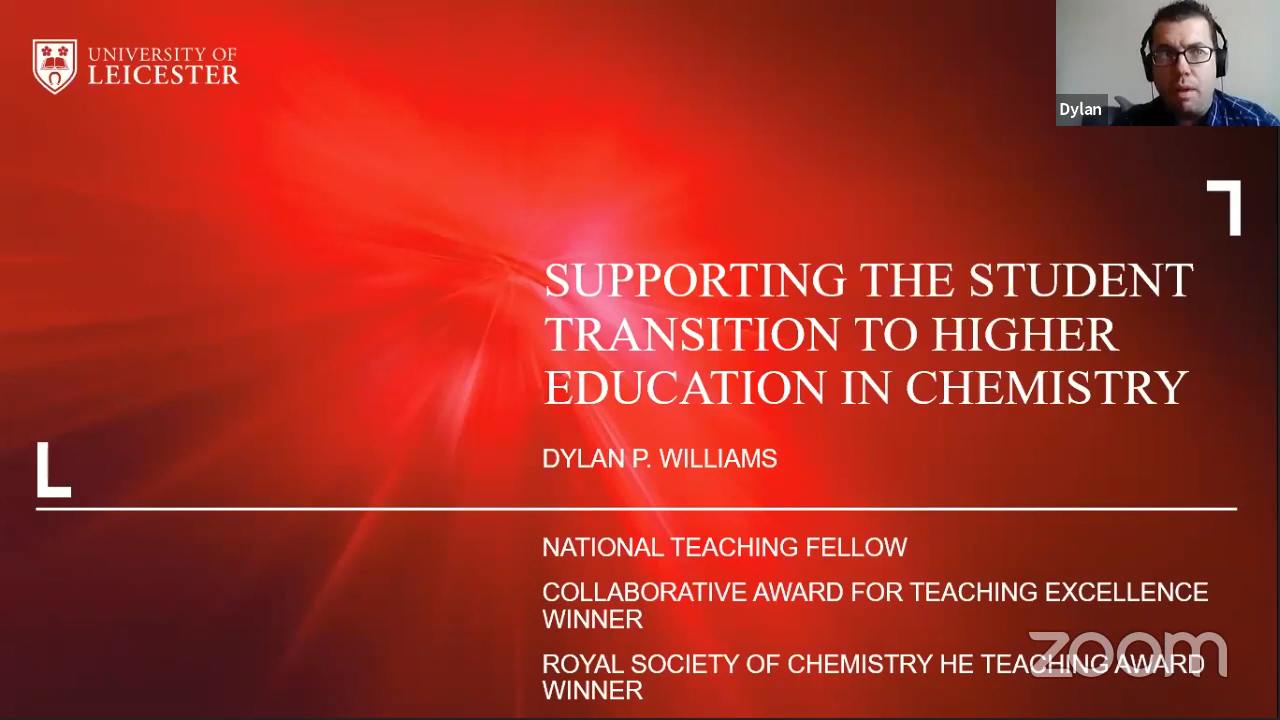 UNIVERSITY OF
LEICESTER
Dylan
SUPPORTING THE STUDENT
TRANSITION TO HIGHER
EDUCATION IN CHEMISTRY
DYLAN P. WILLIAMS
NATIONAL TEACHING FELLOW
COLLABORATIVE AWARD FOR TEACHING EXCELLENCE
WINNER
ROYAL SOCIETY OF CHEMISTRY HE TEACHING AWARD
WINNER
zoom